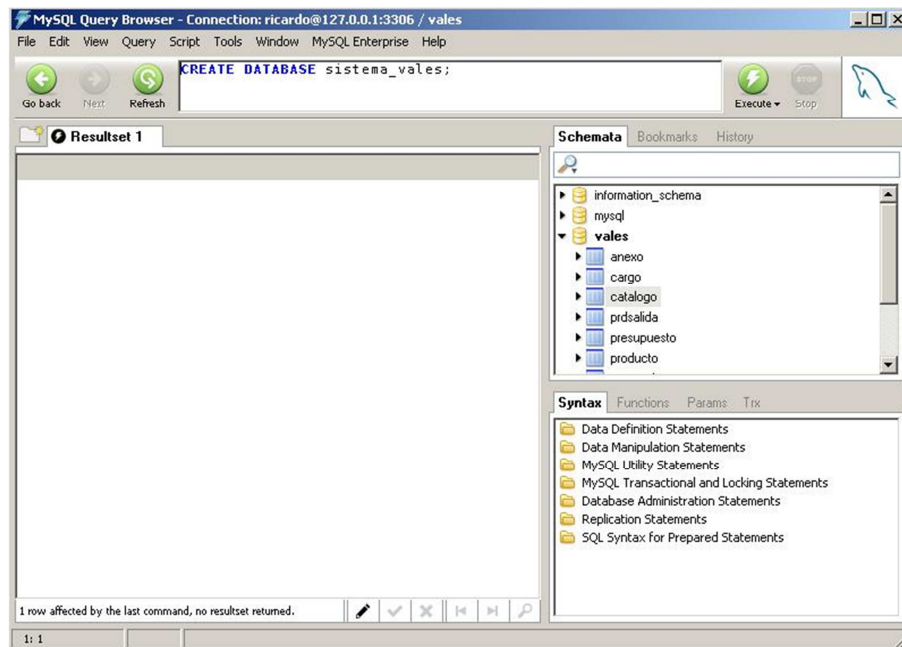 MySQL Query Browser - Connection: ricardo@127.0.0.1:3306 / vales
File Edit View Query Script Tools Window MySQL Enterprise Help
CREATE DATABASE sistema_vales;
Go back Next Refresh Execute Stop
STOP
Resultset 1
Schemata Bookmarks History
information_schema
mysql
vales
anexo
cargo
catalogo
prdsalida
presupuesto
producto
Syntax Functions Params Trx
Data Definition Statements
Data Manipulation Statements
MySQL Utility Statements
MySQL Transactional and Locking Statements
Database Administration Statements
Replication Statements
SQL Syntax for Prepared Statements
1 row affected by the last command, no resultset returned.
1: 1